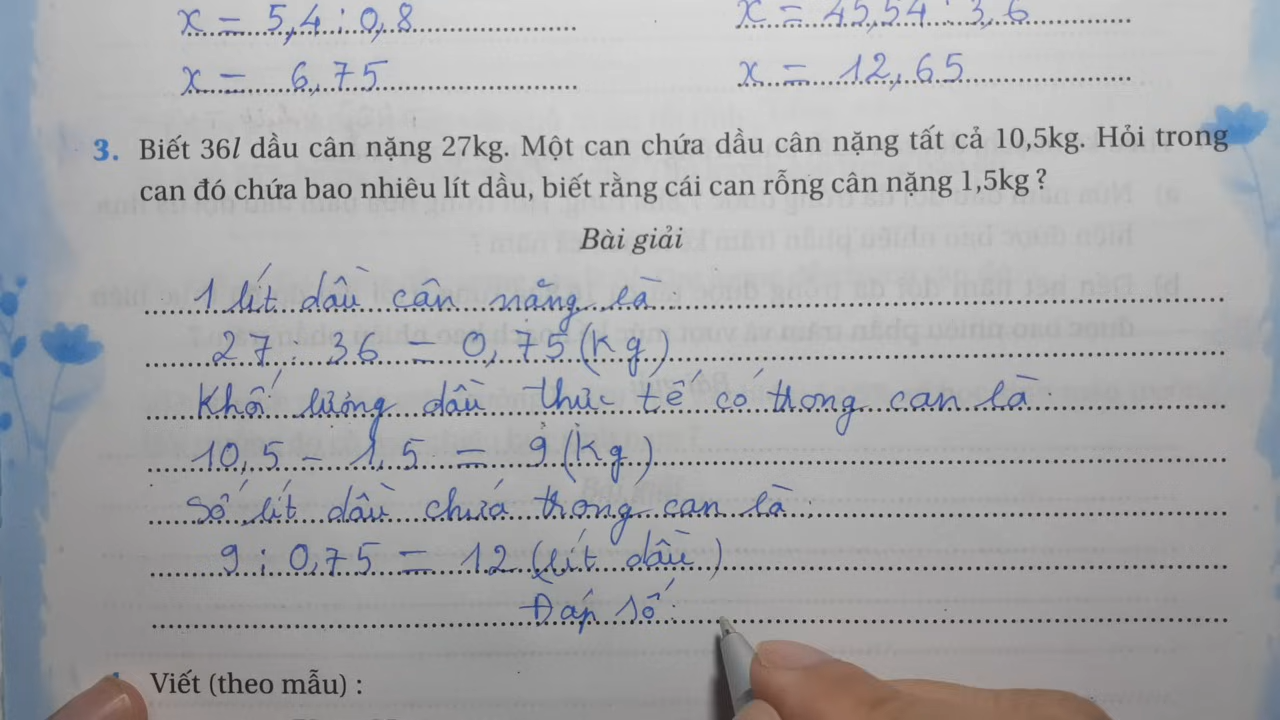 x = 5,4 : 0,8
x = 45,54 : 3,6
x = 6,75
x = 12,65
3. Biết 36l dầu cân nặng 27kg. Một can chứa dầu cân nặng tất cả 10,5kg. Hỏi trong
can đó chứa bao nhiêu lít dầu, biết rằng cái can rỗng cân nặng 1,5kg ?
Bài giải
1 lít dầu cân nặng là
27 : 36 = 0,75 (kg)
Khối lượng dầu thực tế có trong can là
10,5 - 1,5 = 9 (kg)
Số lít dầu chứa trong can là :
9 : 0,75 = 12 (lít dầu)
Đáp số :
Viết (theo mẫu) :